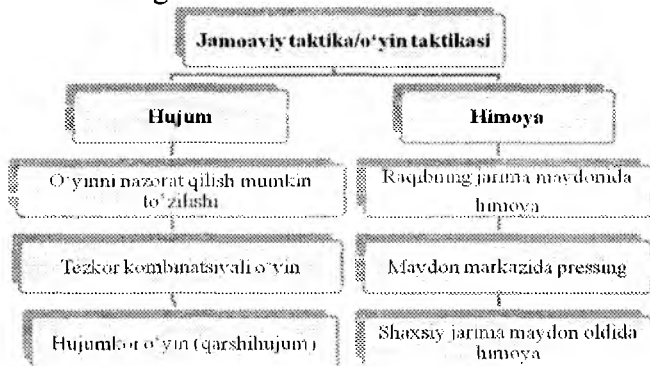 Jamoaviy taktika/o‘yin taktikasi
Hujum
Himoya
O‘yinni nazorat qilish mumkin
to‘zilashi
Raqibning jarima maydonida
himoya
Tezkor kombinatsiyali o‘yin
Maydon markazida pressing
Hujumkor o‘yin (qarshihujum)
Shaxsiy jarima maydon oldida
himoya